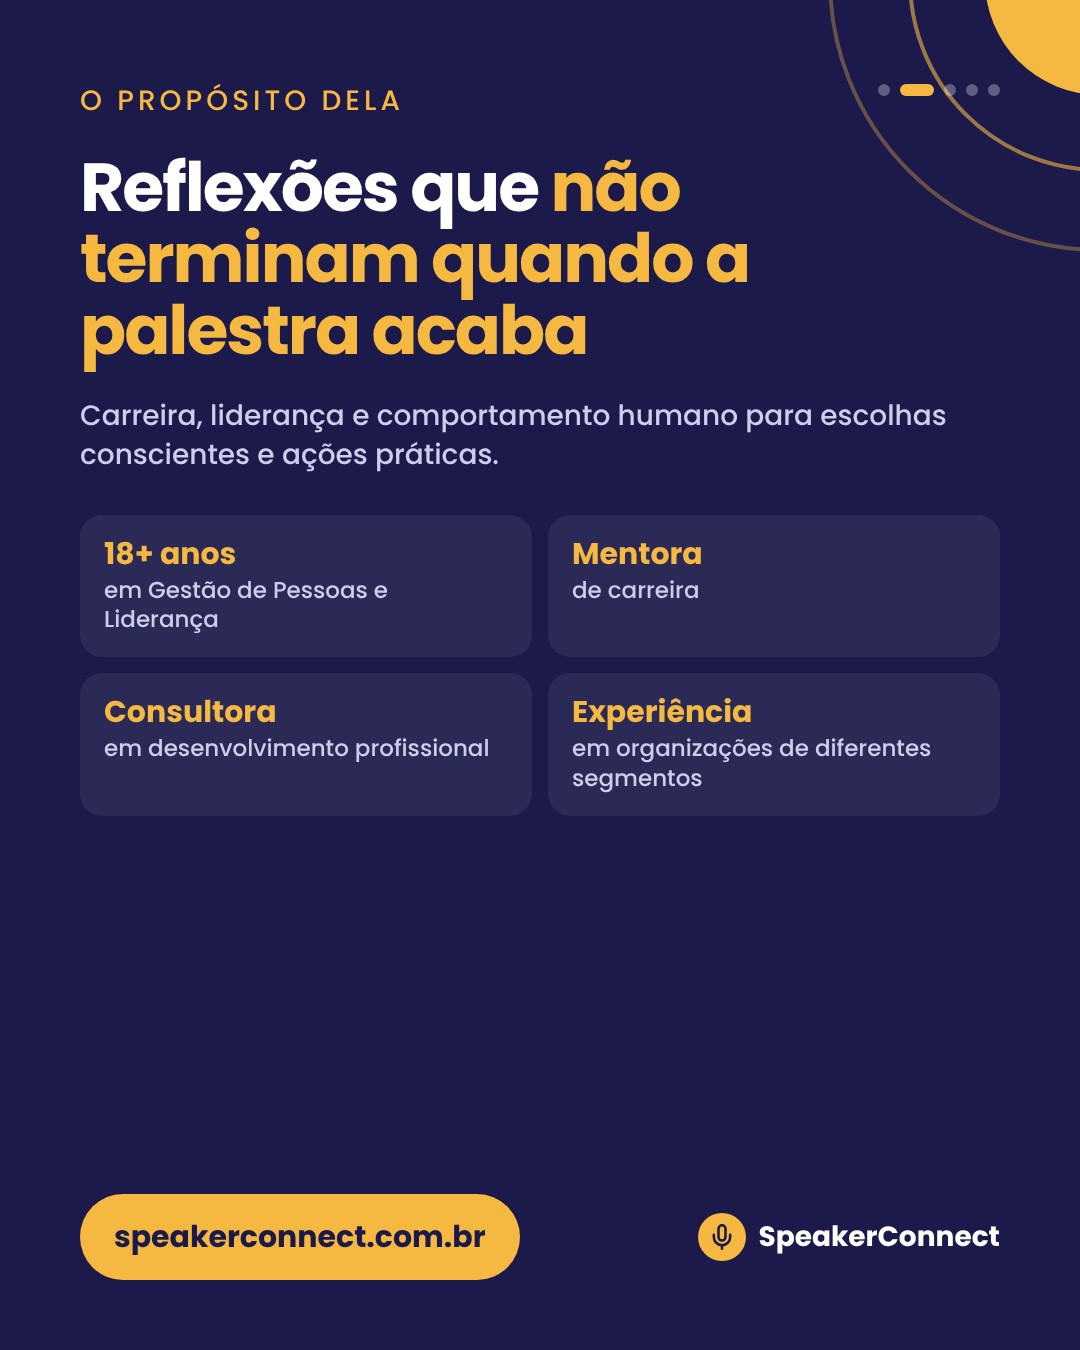 O PROPÓSITO DELA
Reflexões que não
terminam quando a
palestra acaba
Carreira, liderança e comportamento humano para escolhas
conscientes e ações práticas.
18+ anos
em Gestão de Pessoas e
Liderança
Mentora
de carreira
Consultora
em desenvolvimento profissional
Experiência
em organizações de diferentes
segmentos
speakerconnect.com.br
SpeakerConnect